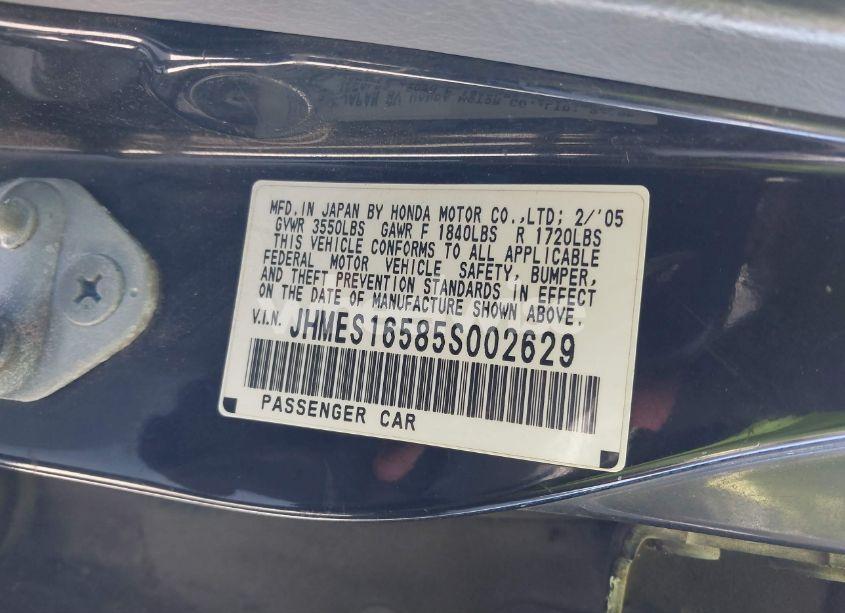 MFD.IN JAPAN BY HONDA MOTOR CO.,LTD; 2/'05
GVWR 3550LBS GAWR F 1840LBS R 1720LBS
THIS VEHICLE CONFORMS TO ALL APPLICABLE
FEDERAL MOTOR VEHICLE SAFETY, BUMPER,
AND THEFT PREVENTION STANDARDS IN EFFECT
ON THE DATE OF MANUFACTURE SHOWN ABOVE.
V.I.N. JHMES16585S002629
PASSENGER CAR